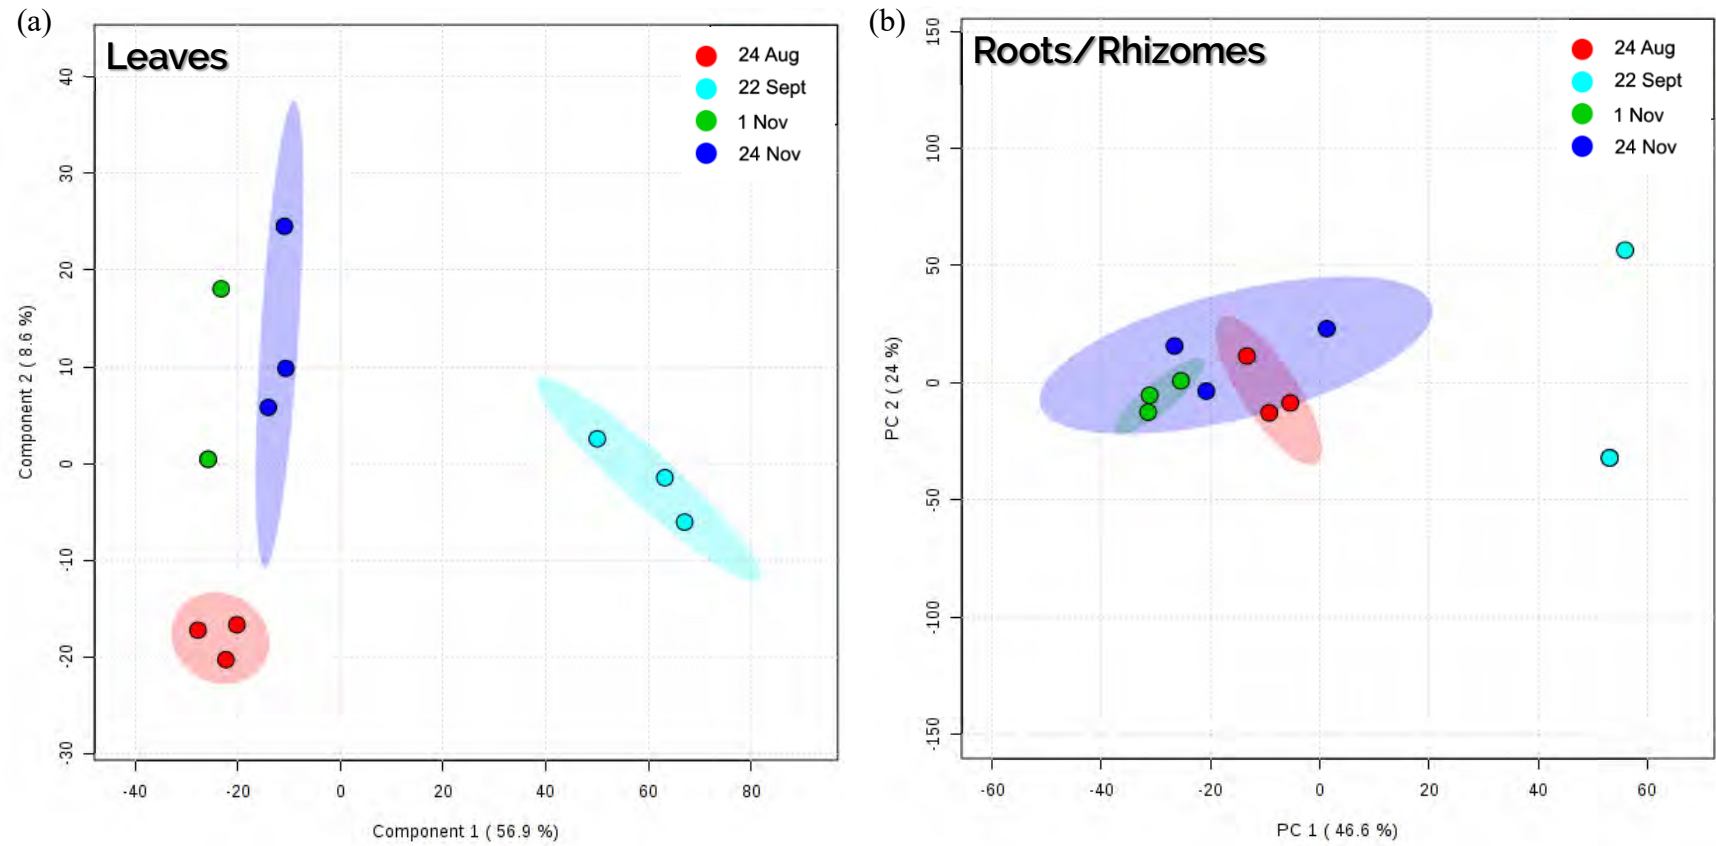 (a)
Leaves
24 Aug
22 Sept
1 Nov
24 Nov
40
30
20
10
0
-10
-20
-30
Component 2 ( 8.6 %)
-40
-20
0
20
40
60
80
Component 1 ( 56.9 %)
(b)
Roots/Rhizomes
24 Aug
22 Sept
1 Nov
24 Nov
150
100
50
0
-50
-100
-150
PC 2 ( 24 %)
-60
-40
-20
0
20
40
60
PC 1 ( 46.6 %)